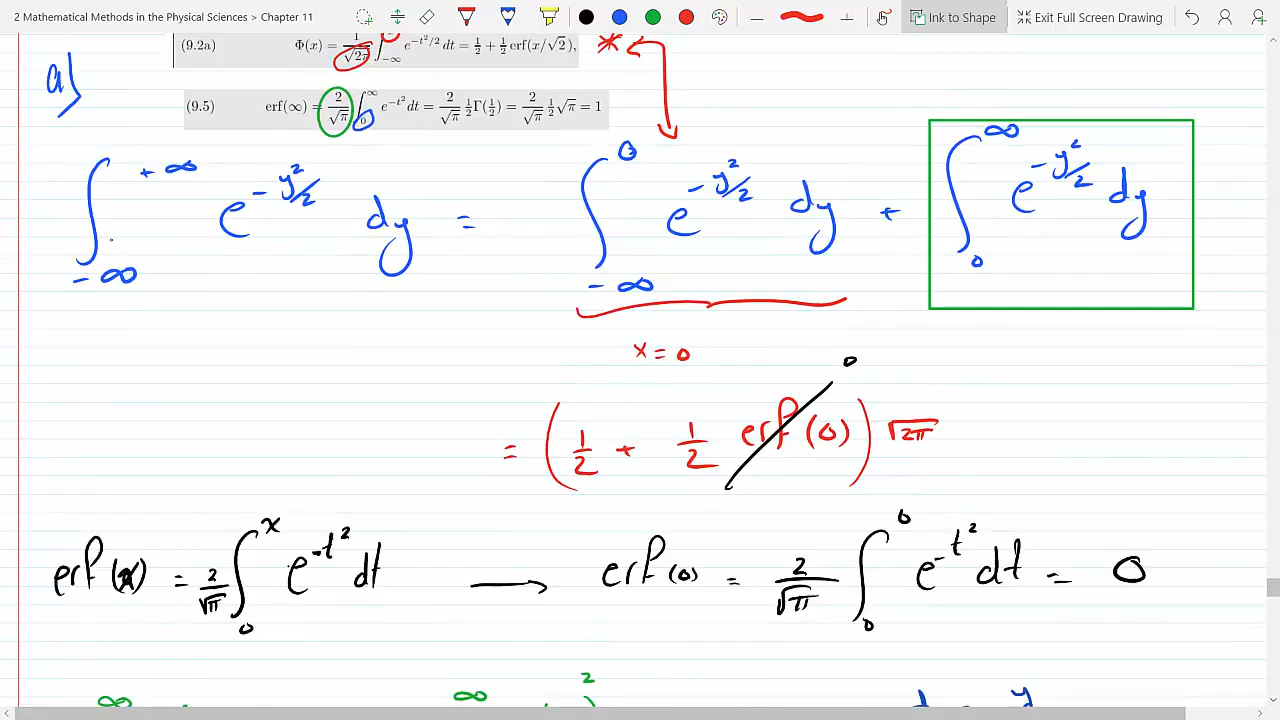 2 Mathematical Methods in the Physical Sciences > Chapter 11
Ink to Shape
Exit Full Screen Drawing
(9.2a) Φ(x) = 1/√2π ∫_{−∞} e^{−t²/2} dt = 1/2 + 1/2 erf(x/√2),
*
a)
(9.5) erf(∞) = 2/√π ∫_0^∞ e^{−t²} dt = 2/√π 1/2 Γ(1/2) = 2/√π 1/2 √π = 1
∫_{−∞}^{+∞} e^{−y²/2} dy = ∫_{−∞}^{0} e^{−y²/2} dy + ∫_0^∞ e^{−y²/2} dy
x = 0
0
= (1/2 + 1/2 erf(0)) √2π
erf(x) = 2/√π ∫_0^x e^{−t²} dt → erf(0) = 2/√π ∫_0^0 e^{−t²} dt = 0
∞ ∞ 2